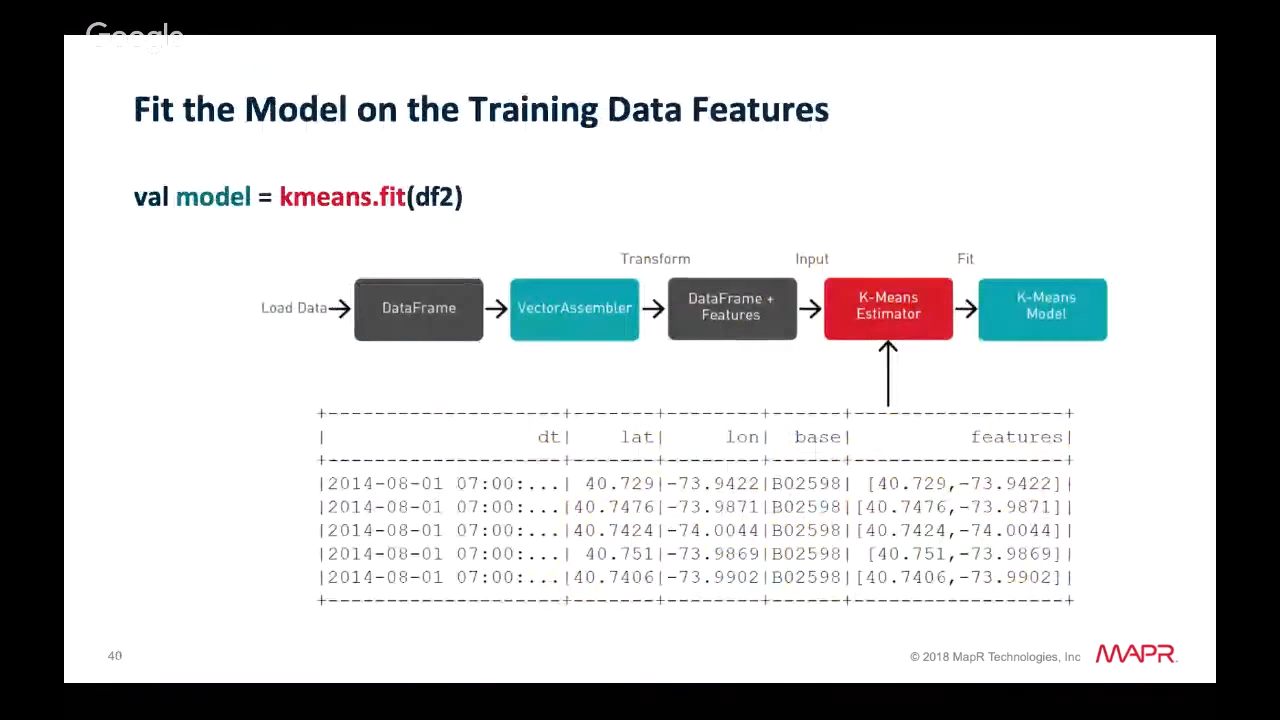 Google
Fit the Model on the Training Data Features
val model = kmeans.fit(df2)
Transform Input Fit
Load Data DataFrame VectorAssembler DataFrame + Features K-Means Estimator K-Means Model
+--------------------+-------+--------+------+------------------+
| dt| lat| lon| base| features|
+--------------------+-------+--------+------+------------------+
|2014-08-01 07:00:...| 40.729|-73.9422|B02598| [40.729,-73.9422]|
|2014-08-01 07:00:...|40.7476|-73.9871|B02598|[40.7476,-73.9871]|
|2014-08-01 07:00:...|40.7424|-74.0044|B02598|[40.7424,-74.0044]|
|2014-08-01 07:00:...| 40.751|-73.9869|B02598| [40.751,-73.9869]|
|2014-08-01 07:00:...|40.7406|-73.9902|B02598|[40.7406,-73.9902]|
+--------------------+-------+--------+------+------------------+
40 © 2018 MapR Technologies, Inc MAPR